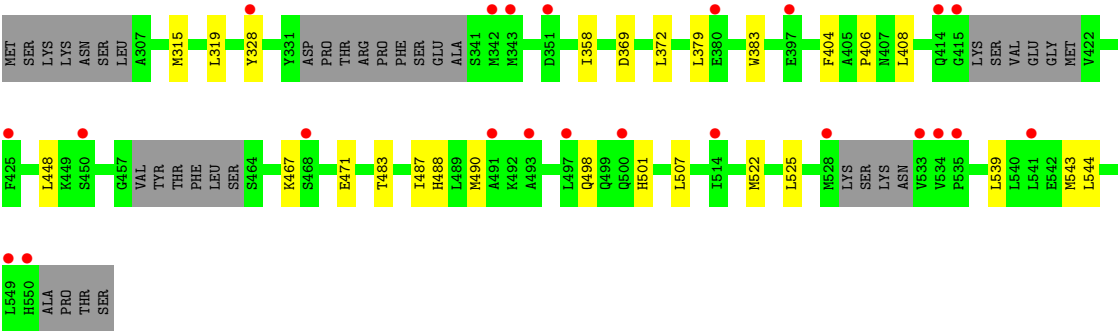 MET SER LYS LYS ASN SER LEU A307 M315 L319 Y328 Y331 ASP PRO THR ARG PRO PHE SER GLU ALA S341 M342 M343 D351 I358 D369 L372 L379 E380 W383 E397 F404 A405 P406 N407 L408 Q414 G415 LYS SER VAL GLU GLY MET V422
F425 L448 K449 S450 G457 VAL TYR THR PHE LEU SER S464 K467 S468 E471 T483 I487 H488 L489 M490 A491 K492 A493 L497 Q498 Q499 Q500 H501 L507 I514 M522 L525 M528 LYS SER LYS ASN V533 V534 P535 L539 L540 L541 E542 M543 L544
L549 H550 ALA PRO THR SER